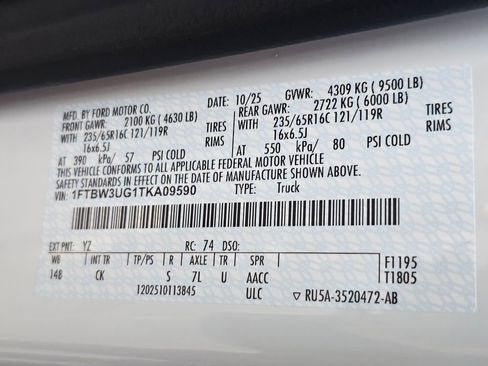 MFD. BY FORD MOTOR CO. DATE: 10/25 GVWR: 4309 KG ( 9500 LB)
FRONT GAWR: 2100 KG ( 4630 LB) REAR GAWR: 2722 KG ( 6000 LB)
WITH 235/65R16C 121/119R TIRES WITH 235/65R16C 121/119R TIRES
16x6.5J RIMS 16x6.5J RIMS
AT 390 kPa/ 57 PSI COLD AT 550 kPa/ 80 PSI COLD
THIS VEHICLE CONFORMS TO ALL APPLICABLE FEDERAL MOTOR VEHICLE
SAFETY STANDARDS IN EFFECT ON THE DATE OF MANUFACTURE SHOWN ABOVE.
VIN: 1FTBW3UG1TKA09590 TYPE: Truck
EXT PNT: YZ RC: 74 DSO:
WB INT TR TP/PS R AXLE TR SPR F1195
148 CK S 7L U AACC T1805
1202510113845 ULC ▽ RU5A-3520472-AB